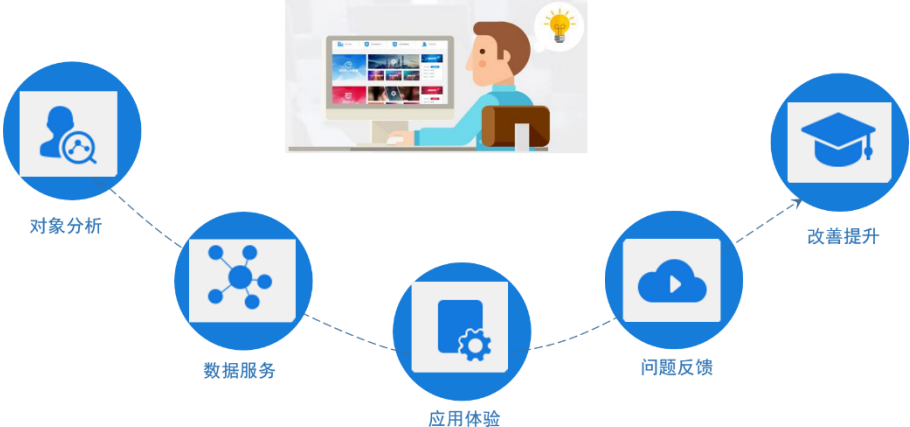 对象分析
数据服务
应用体验
问题反馈
改善提升